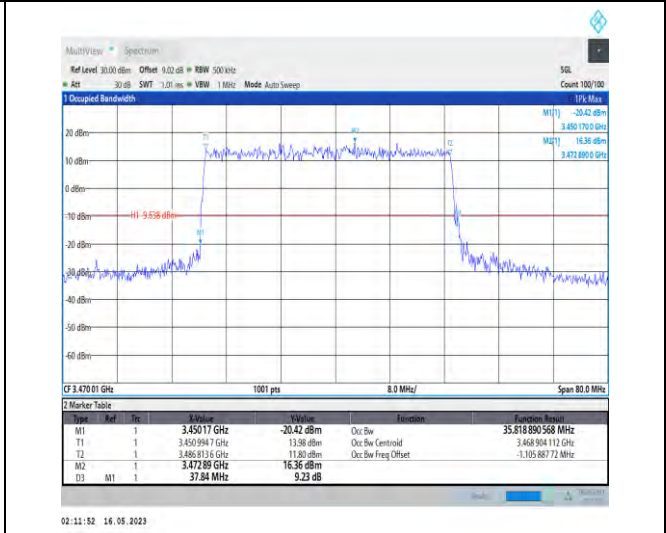 MultiView Spectrum
Ref Level 30.00 dBm Offset 9.02 dB RBW 500 kHz SGL
Att 30 dB SWT 1.01 ms VBW 1 MHz Mode Auto Sweep Count 100/100
1 Occupied Bandwidth 1Pk Max
M1[1] -20.42 dBm
3.450 170 0 GHz
M2[1] 16.36 dBm
3.472 890 0 GHz
20 dBm
10 dBm
0 dBm
-10 dBm
H1 -9.638 dBm
-20 dBm
-30 dBm
-40 dBm
-50 dBm
-60 dBm
T1
M2
T2
M1
CF 3.470 01 GHz 1001 pts 8.0 MHz/ Span 80.0 MHz
2 Marker Table
Type Ref Trc X-Value Y-Value Function Function Result
M1 1 3.45017 GHz -20.42 dBm Occ Bw 35.818 890 568 MHz
T1 1 3.450 994 7 GHz 13.98 dBm Occ Bw Centroid 3.468 904 112 GHz
T2 1 3.486 813 6 GHz 11.80 dBm Occ Bw Freq Offset -1.105 887 72 MHz
M2 1 3.472 89 GHz 16.36 dBm
D3 M1 1 37.84 MHz 9.23 dB
Ready
02:11:52 16.05.2023